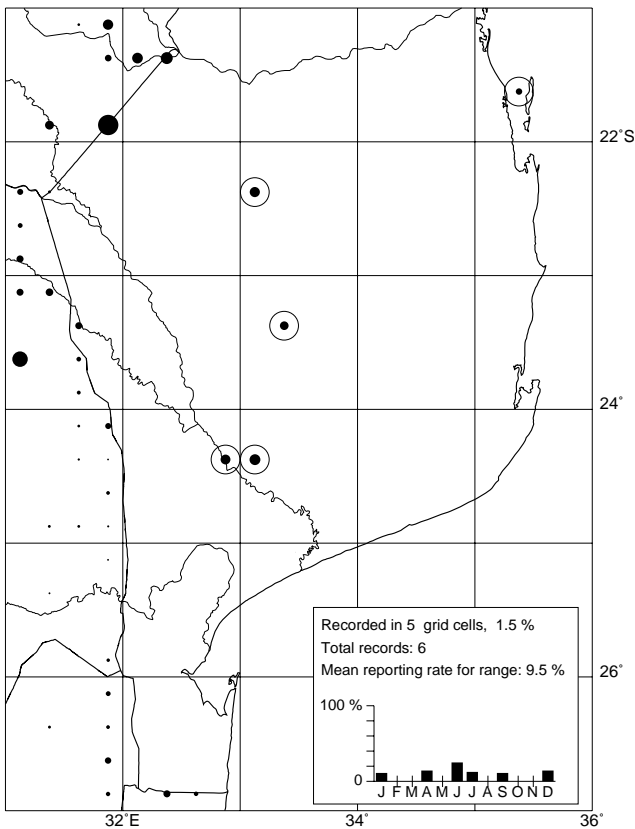 22°S
24°
Recorded in 5 grid cells, 1.5 %
Total records: 6
Mean reporting rate for range: 9.5 %
26°
100 %
0
J F M A M J J A S O N D
32°E
34°
36°